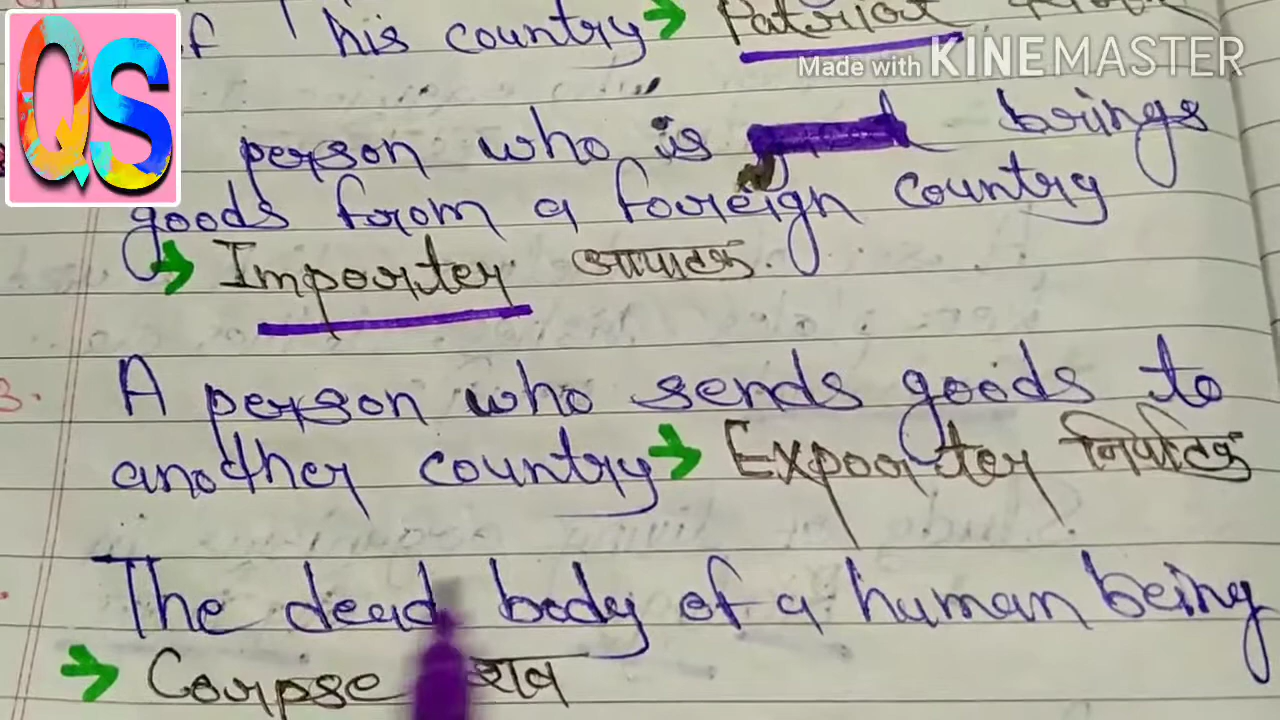 QS
of his country → Patriot
Made with KINEMASTER
person who is brings
goods from a foreign country
→ Importer आयातक.
3. A person who sends goods to
another country → Exporter निर्यातक
The dead body of a human being
→ Corpse शव